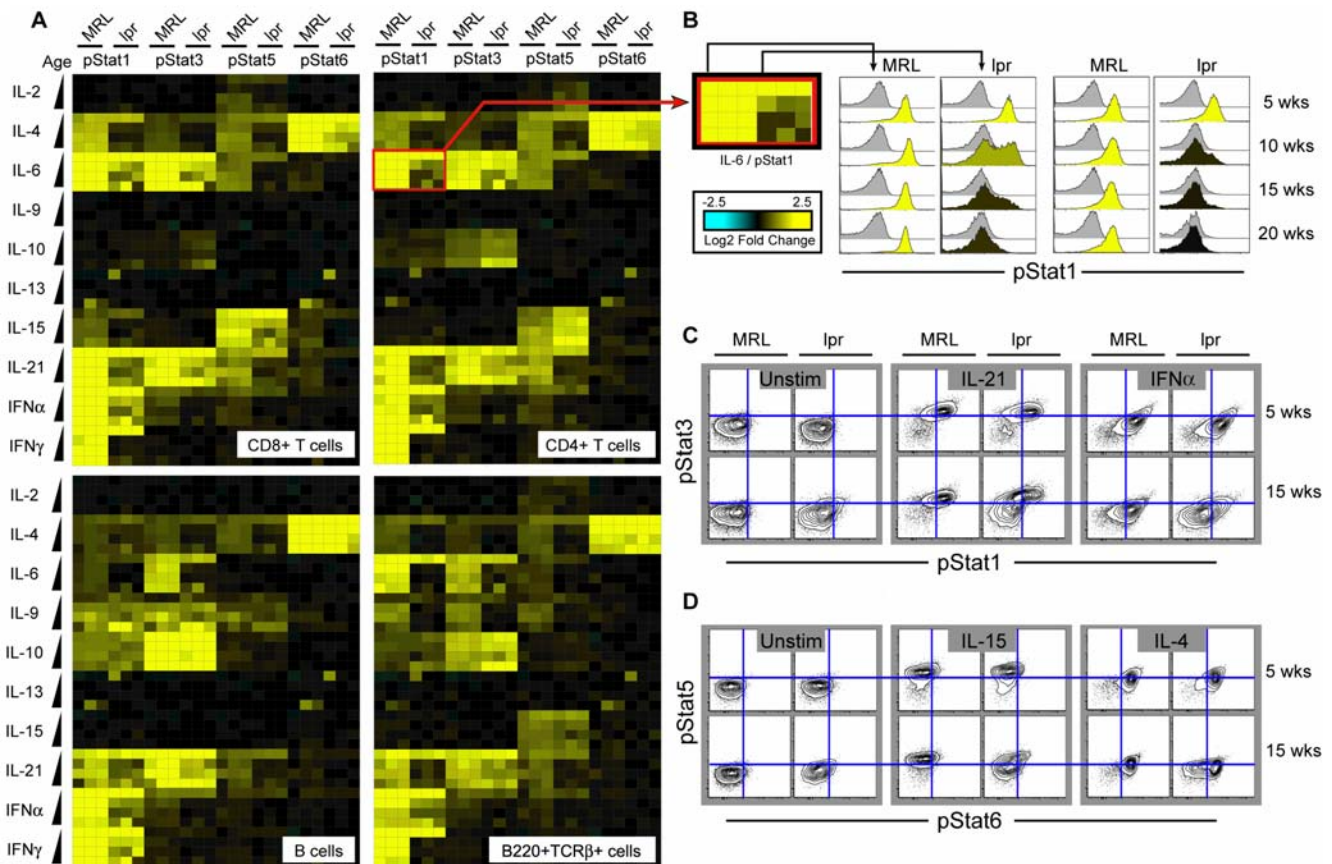 A
MRL lpr MRL lpr MRL lpr MRL lpr
Age pStat1 pStat3 pStat5 pStat6
MRL lpr MRL lpr MRL lpr MRL lpr
pStat1 pStat3 pStat5 pStat6
IL-2
IL-4
IL-6
IL-9
IL-10
IL-13
IL-15
IL-21
IFNα
IFNγ
CD8+ T cells
CD4+ T cells
IL-2
IL-4
IL-6
IL-9
IL-10
IL-13
IL-15
IL-21
IFNα
IFNγ
B cells
B220+TCRβ+ cells
B
IL-6 / pStat1
-2.5 2.5
Log2 Fold Change
MRL lpr MRL lpr
5 wks
10 wks
15 wks
20 wks
pStat1
C
MRL lpr MRL lpr MRL lpr
Unstim IL-21 IFNα
pStat3
5 wks
15 wks
pStat1
D
Unstim IL-15 IL-4
pStat5
5 wks
15 wks
pStat6